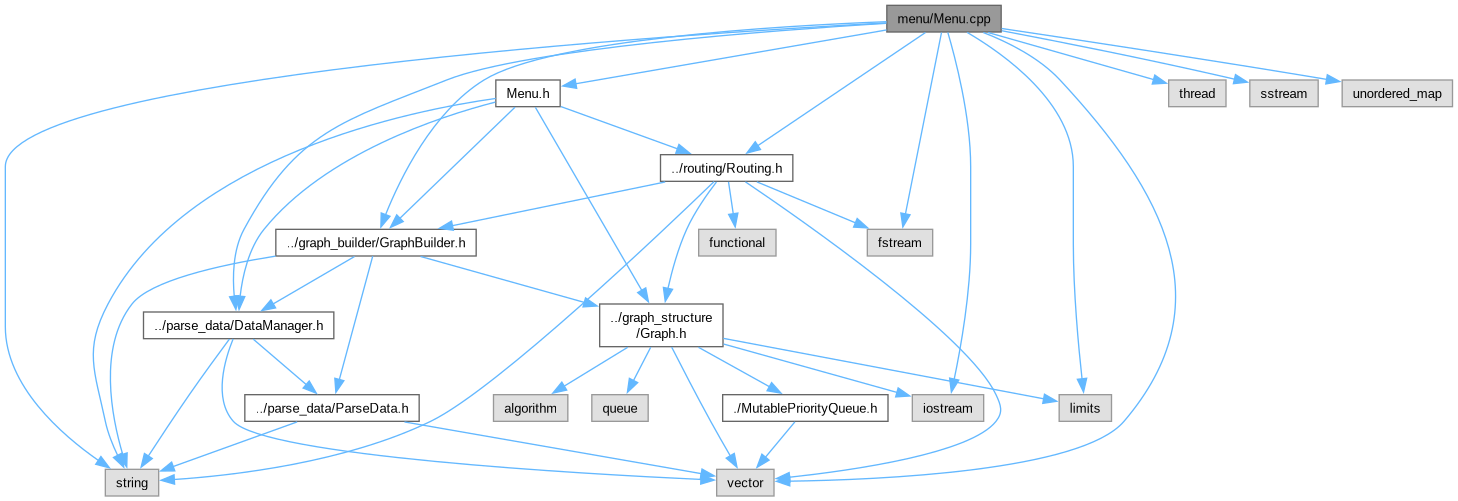 menu/Menu.cpp
Menu.h
thread
sstream
unordered_map
../routing/Routing.h
../graph_builder/GraphBuilder.h
functional
fstream
../parse_data/DataManager.h
../graph_structure
/Graph.h
../parse_data/ParseData.h
algorithm
queue
./MutablePriorityQueue.h
iostream
limits
string
vector